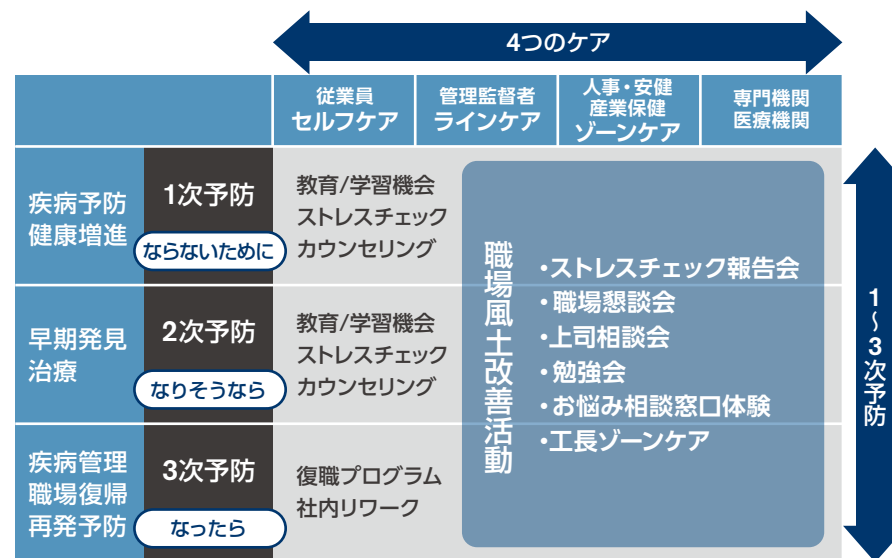 4つのケア
従業員
セルフケア
管理監督者
ラインケア
人事・安健
産業保健
ゾーンケア
専門機関
医療機関
疾病予防
健康増進
1次予防
ならないために
教育/学習機会
ストレスチェック
カウンセリング
早期発見
治療
2次予防
なりそうなら
教育/学習機会
ストレスチェック
カウンセリング
疾病管理
職場復帰
再発予防
3次予防
なったら
復職プログラム
社内リワーク
職場風土改善活動
・ストレスチェック報告会
・職場懇談会
・上司相談会
・勉強会
・お悩み相談窓口体験
・工長ゾーンケア
1〜3次予防